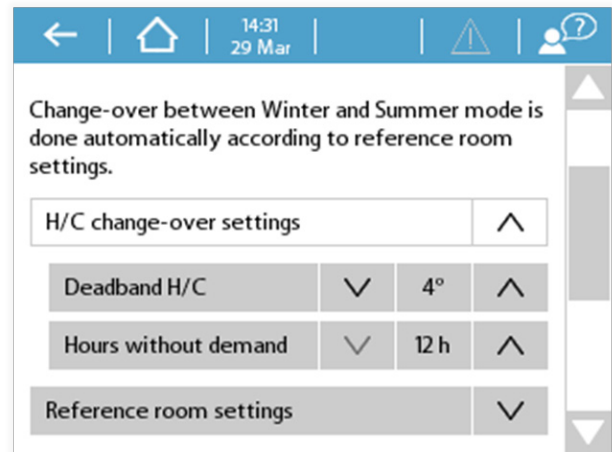 14:31
29 Mar
Change-over between Winter and Summer mode is
done automatically according to reference room
settings.
H/C change-over settings
Deadband H/C 4°
Hours without demand 12 h
Reference room settings